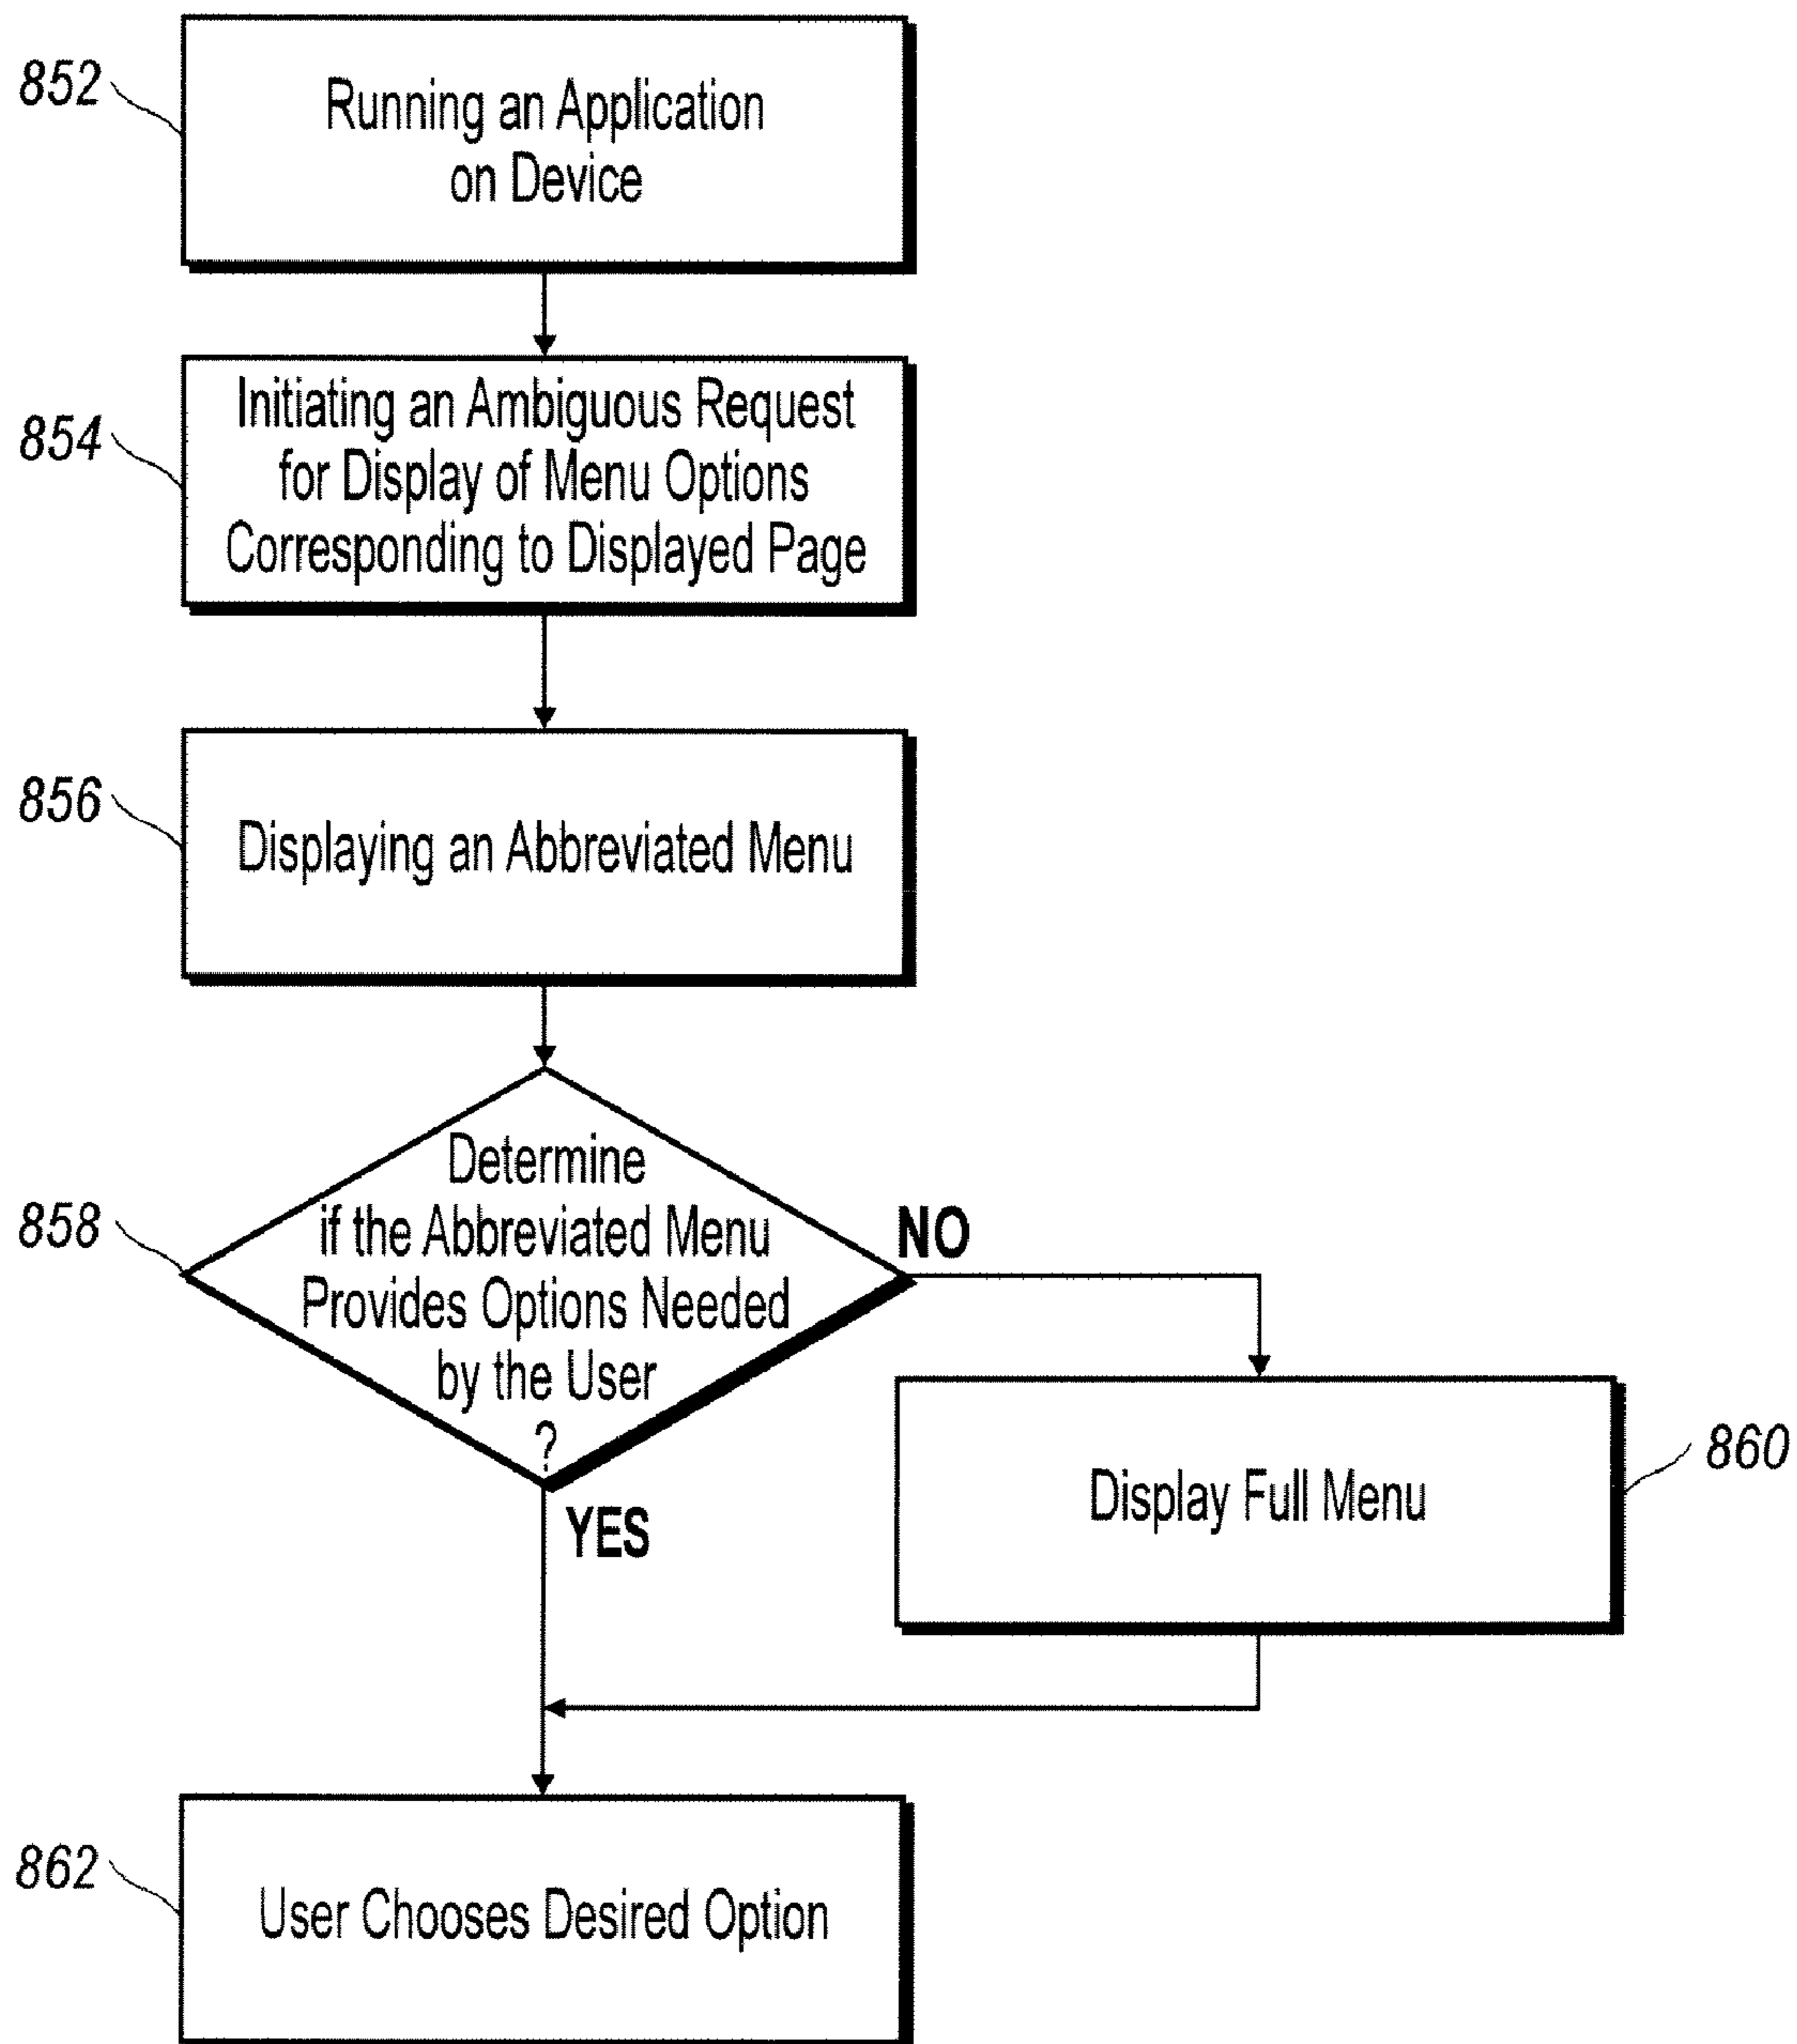 852
Running an Application
on Device
854
Initiating an Ambiguous Request
for Display of Menu Options
Corresponding to Displayed Page
856
Displaying an Abbreviated Menu
858
Determine
if the Abbreviated Menu
Provides Options Needed
by the User
?
NO
YES
860
Display Full Menu
862
User Chooses Desired Option